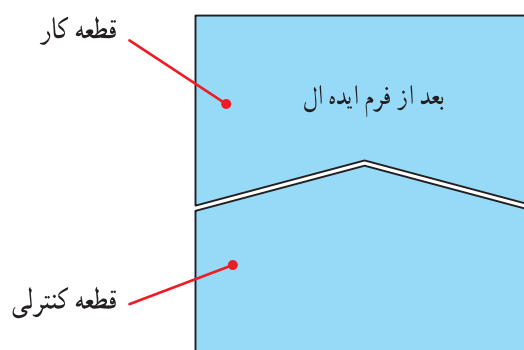 قطعه کار
بعد از فرم ایده ال
قطعه کنترلی